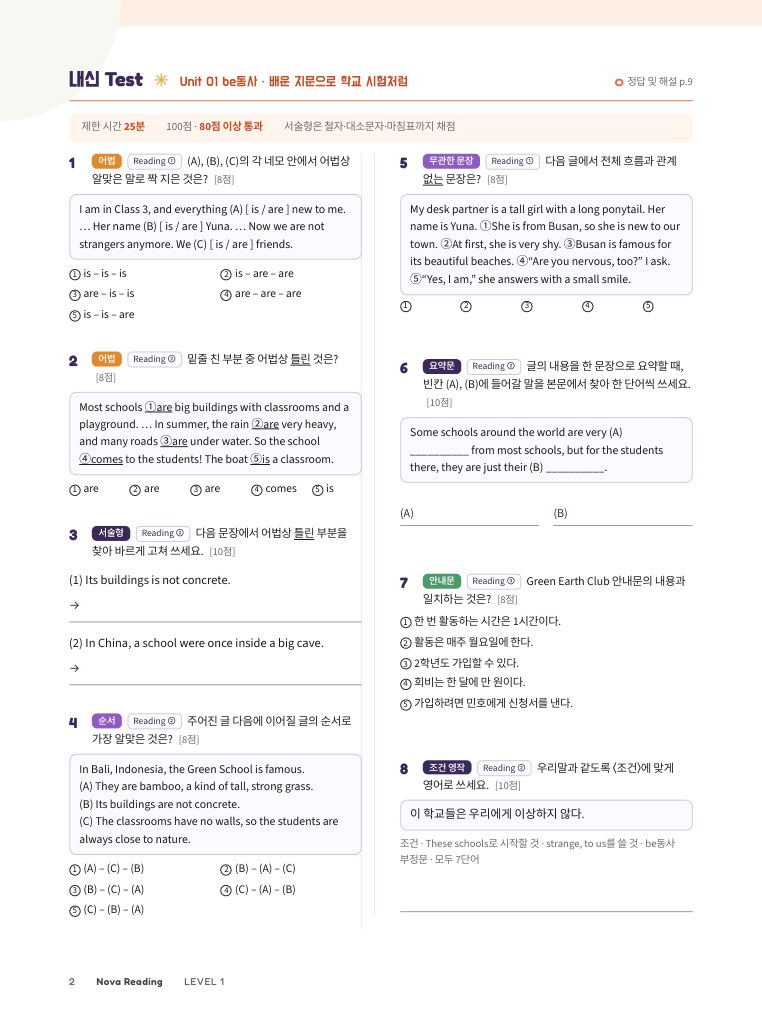 내신 Test ✳ Unit 01 be동사 · 배운 지문으로 학교 시험처럼
정답 및 해설 p.9
제한 시간 25분 100점 · 80점 이상 통과 서술형은 철자·대소문자·마침표까지 채점
1 어법 Reading ① (A), (B), (C)의 각 네모 안에서 어법상
알맞은 말로 짝 지은 것은? [8점]
I am in Class 3, and everything (A) [ is / are ] new to me.
… Her name (B) [ is / are ] Yuna. … Now we are not
strangers anymore. We (C) [ is / are ] friends.
① is – is – is ② is – are – are
③ are – is – is ④ are – are – are
⑤ is – is – are
2 어법 Reading ② 밑줄 친 부분 중 어법상 틀린 것은?
[8점]
Most schools ①are big buildings with classrooms and a
playground. … In summer, the rain ②are very heavy,
and many roads ③are under water. So the school
④comes to the students! The boat ⑤is a classroom.
① are ② are ③ are ④ comes ⑤ is
3 서술형 Reading ② 다음 문장에서 어법상 틀린 부분을
찾아 바르게 고쳐 쓰세요. [10점]
(1) Its buildings is not concrete.
→
(2) In China, a school were once inside a big cave.
→
4 순서 Reading ② 주어진 글 다음에 이어질 글의 순서로
가장 알맞은 것은? [8점]
In Bali, Indonesia, the Green School is famous.
(A) They are bamboo, a kind of tall, strong grass.
(B) Its buildings are not concrete.
(C) The classrooms have no walls, so the students are
always close to nature.
① (A) – (C) – (B) ② (B) – (A) – (C)
③ (B) – (C) – (A) ④ (C) – (A) – (B)
⑤ (C) – (B) – (A)
5 무관한 문장 Reading ① 다음 글에서 전체 흐름과 관계
없는 문장은? [8점]
My desk partner is a tall girl with a long ponytail. Her
name is Yuna. ①She is from Busan, so she is new to our
town. ②At first, she is very shy. ③Busan is famous for
its beautiful beaches. ④“Are you nervous, too?” I ask.
⑤“Yes, I am,” she answers with a small smile.
① ② ③ ④ ⑤
6 요약문 Reading ② 글의 내용을 한 문장으로 요약할 때,
빈칸 (A), (B)에 들어갈 말을 본문에서 찾아 한 단어씩 쓰세요.
[10점]
Some schools around the world are very (A)
__________ from most schools, but for the students
there, they are just their (B) __________.
(A) (B)
7 안내문 Reading ③ Green Earth Club 안내문의 내용과
일치하는 것은? [8점]
① 한 번 활동하는 시간은 1시간이다.
② 활동은 매주 월요일에 한다.
③ 2학년도 가입할 수 있다.
④ 회비는 한 달에 만 원이다.
⑤ 가입하려면 민호에게 신청서를 낸다.
8 조건 영작 Reading ② 우리말과 같도록 〈조건〉에 맞게
영어로 쓰세요. [10점]
이 학교들은 우리에게 이상하지 않다.
조건 · These schools로 시작할 것 · strange, to us를 쓸 것 · be동사
부정문 · 모두 7단어
2 Nova Reading LEVEL 1